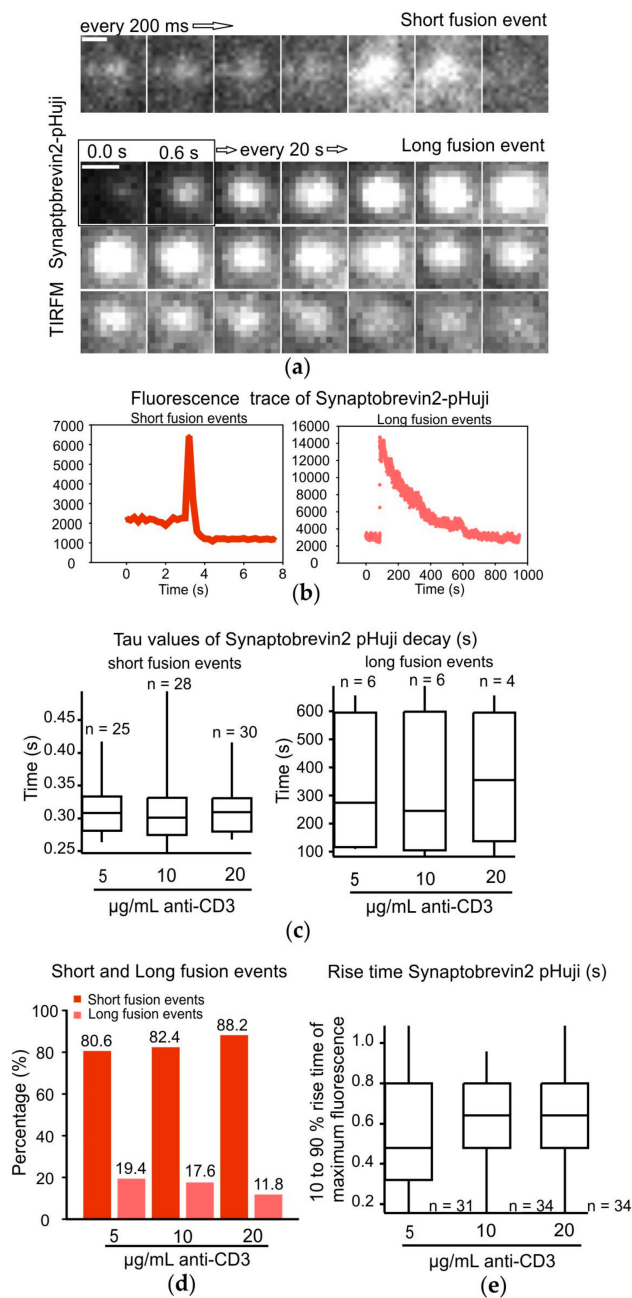 every 200 ms
Short fusion event
TIRFM Synaptpbrevin2-pHuji
0.0 s
0.6 s
every 20 s
Long fusion event
(a)
Fluorescence trace of Synaptobrevin2-pHuji
Short fusion events
Long fusion events
7000
6000
5000
4000
3000
2000
1000
0
0 2 4 6 8
Time (s)
16000
14000
12000
10000
8000
6000
4000
2000
0
0 200 400 600 800 1000
Time (s)
(b)
Tau values of Synaptobrevin2 pHuji decay (s)
short fusion events
long fusion events
Time (s)
0.45
0.40
0.35
0.30
0.25
n = 25
n = 28
n = 30
5 10 20
µg/mL anti-CD3
Time (s)
600
500
400
300
200
100
n = 6
n = 6
n = 4
5 10 20
µg/mL anti-CD3
(c)
Short and Long fusion events
Short fusion events
Long fusion events
Percentage (%)
100
80
60
40
20
0
80.6
19.4
82.4
17.6
88.2
11.8
5 10 20
µg/mL anti-CD3
(d)
Rise time Synaptobrevin2 pHuji (s)
10 to 90 % rise time of
maximum fluorescence
1.0
0.8
0.6
0.4
0.2
n = 31
n = 34
n = 34
5 10 20
µg/mL anti-CD3
(e)